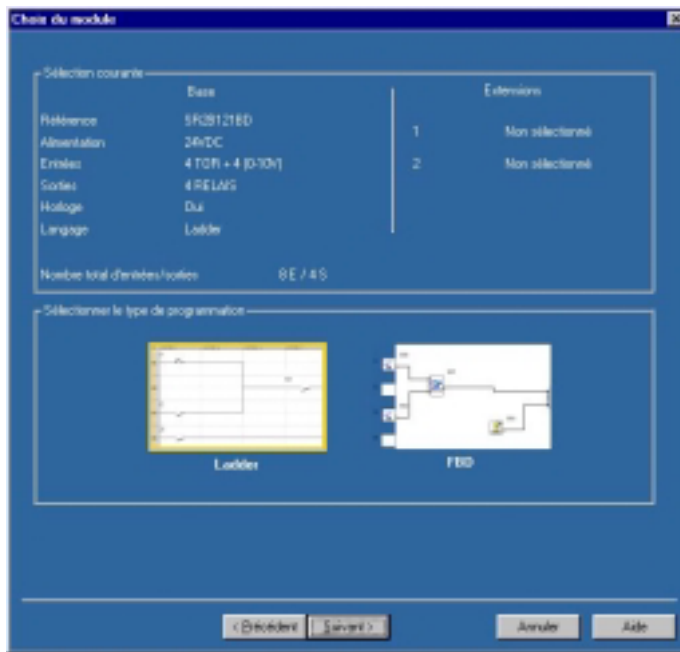 Choix du module
Sélection courante
Base
Extensions
Référence SR2B121BD
1 Non sélectionné
Alimentation 24VDC
Entrées 4 TOR + 4 (0-10V)
2 Non sélectionné
Sorties 4 RELAIS
Horloge Oui
Langage Ladder
Nombre total d'entrées/sorties 8 E / 4 S
Sélectionner le type de programmation
Ladder
FBD
< Précédent
Suivant >
Annuler
Aide